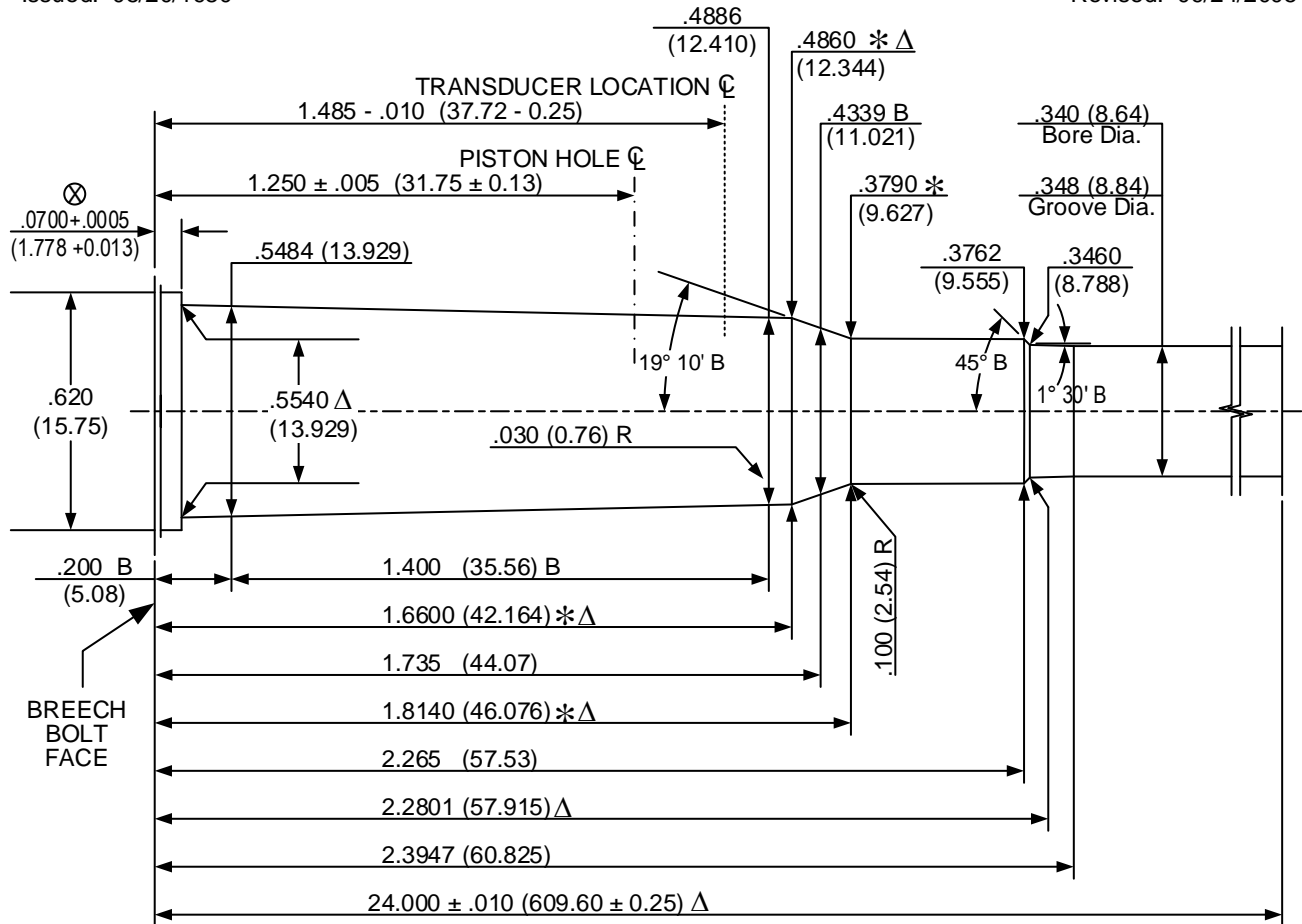 .4886
(12.410)
.4860 * Δ
(12.344)
TRANSDUCER LOCATION ℄
1.485 - .010 (37.72 - 0.25)
.4339 B
(11.021)
.340 (8.64)
Bore Dia.
PISTON HOLE ℄
1.250 ± .005 (31.75 ± 0.13)
.3790 *
(9.627)
.348 (8.84)
Groove Dia.
⊗
.0700+.0005
(1.778 +0.013)
.5484 (13.929)
.3762
(9.555)
.3460
(8.788)
19° 10' B
45° B
1° 30' B
.620
(15.75)
.5540 Δ
(13.929)
.030 (0.76) R
.200 B
(5.08)
1.400 (35.56) B
.100 (2.54) R
1.6600 (42.164) * Δ
1.735 (44.07)
BREECH
BOLT
FACE
1.8140 (46.076) * Δ
2.265 (57.53)
2.2801 (57.915) Δ
2.3947 (60.825)
24.000 ± .010 (609.60 ± 0.25) Δ